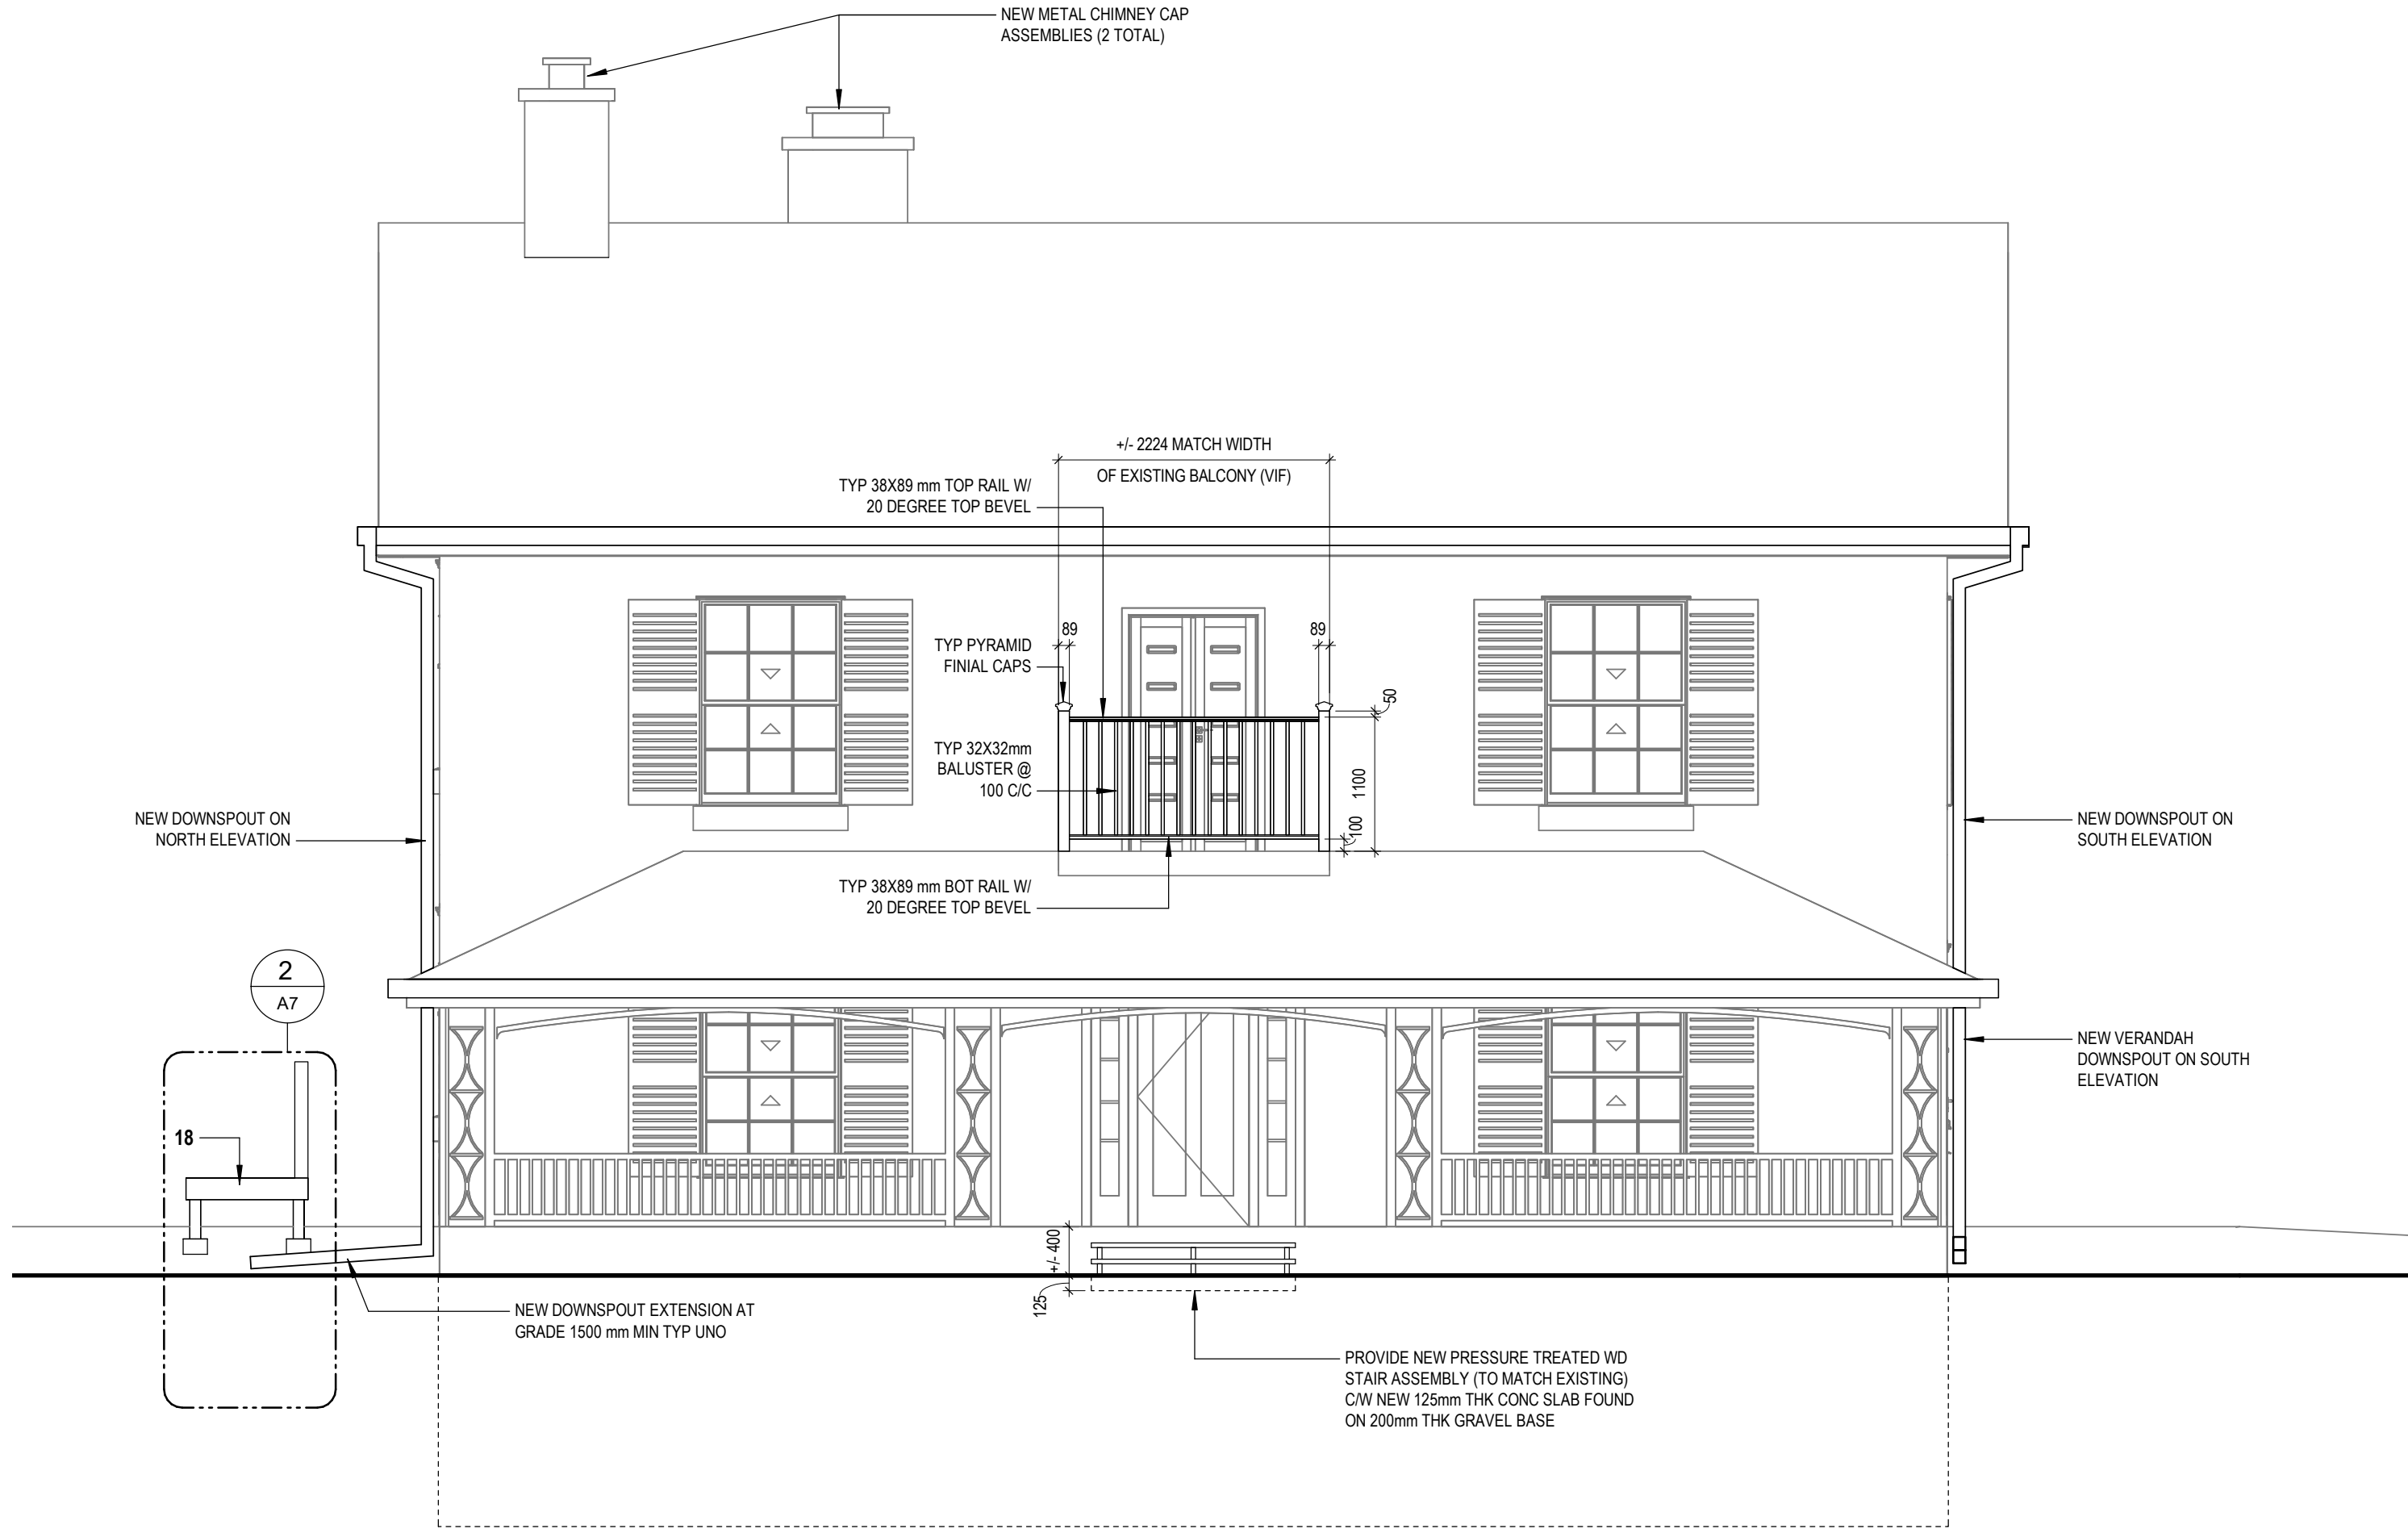 NEW METAL CHIMNEY CAP
ASSEMBLIES (2 TOTAL)
+/- 2224 MATCH WIDTH
OF EXISTING BALCONY (VIF)
TYP 38X89 mm TOP RAIL W/
20 DEGREE TOP BEVEL
89
89
TYP PYRAMID
FINIAL CAPS
50
TYP 32X32mm
BALUSTER @
100 C/C
1100
100
NEW DOWNSPOUT ON
NORTH ELEVATION
NEW DOWNSPOUT ON
SOUTH ELEVATION
TYP 38X89 mm BOT RAIL W/
20 DEGREE TOP BEVEL
2
A7
NEW VERANDAH
DOWNSPOUT ON SOUTH
ELEVATION
18
+/- 400
125
NEW DOWNSPOUT EXTENSION AT
GRADE 1500 mm MIN TYP UNO
PROVIDE NEW PRESSURE TREATED WD
STAIR ASSEMBLY (TO MATCH EXISTING)
C/W NEW 125mm THK CONC SLAB FOUND
ON 200mm THK GRAVEL BASE